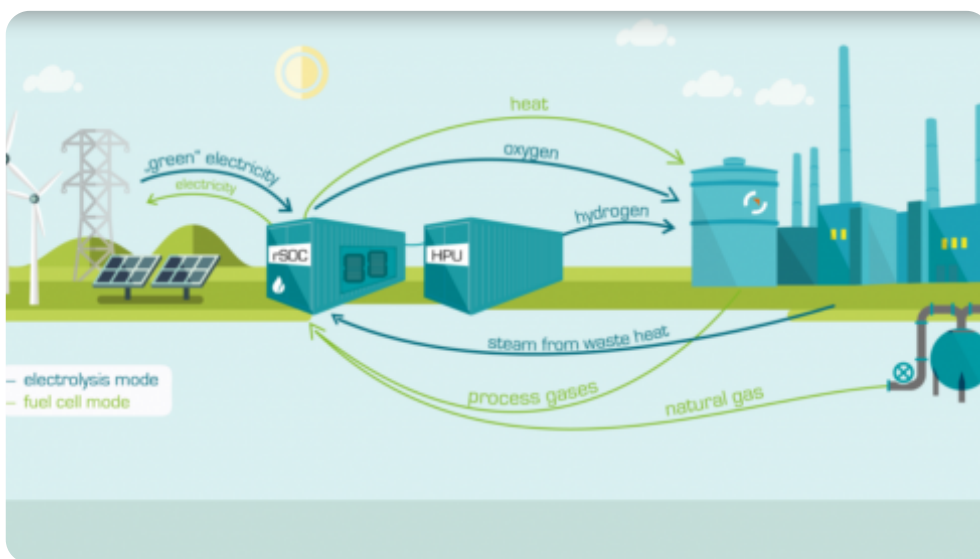 heat
oxygen
„green" electricity
electricity
hydrogen
rSOC
HPU
steam from waste heat
electrolysis mode
process gases
fuel cell mode
natural gas